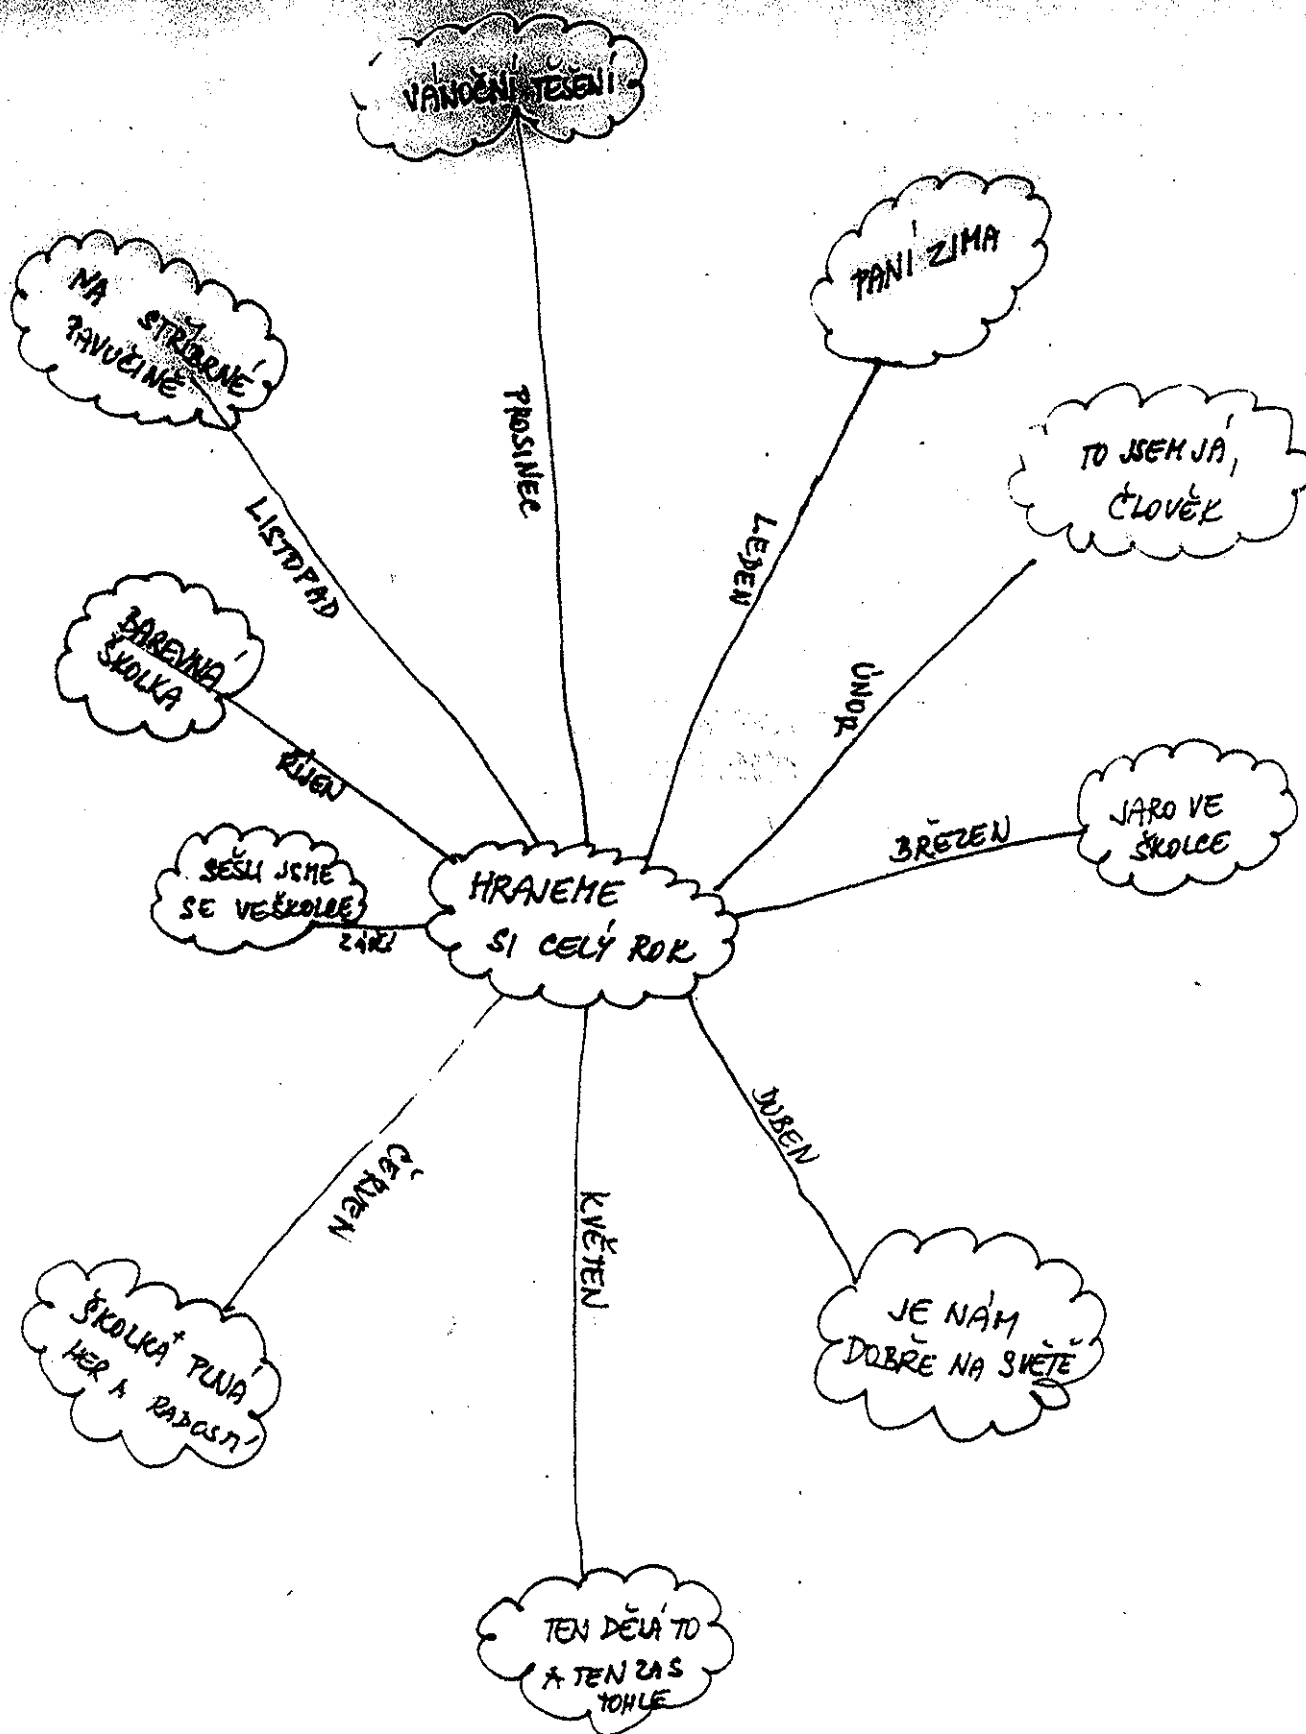 VÁNOČNÍ TĚŠENÍ
PANÍ ZIMA
NA STŘÍBRNÉ
PAVUČINĚ
TO JSEM JÁ,
ČLOVĚK
PROSINEC
LEDEN
LISTOPAD
BAREVNÁ
ŠKOLKA
ÚNOR
ŘÍJEN
JARO VE
ŠKOLCE
BŘEZEN
SEŠLI JSME
SE VEŠKOLCE
ZÁŘÍ
HRAJEME
SI CELÝ ROK
DUBEN
ČERVEN
KVĚTEN
JE NÁM
DOBŘE NA SVĚTĚ
ŠKOLKA PLNÁ
HER A RADOSTÍ
TEN DĚLÁ TO
A TEN ZAS
TOHLE